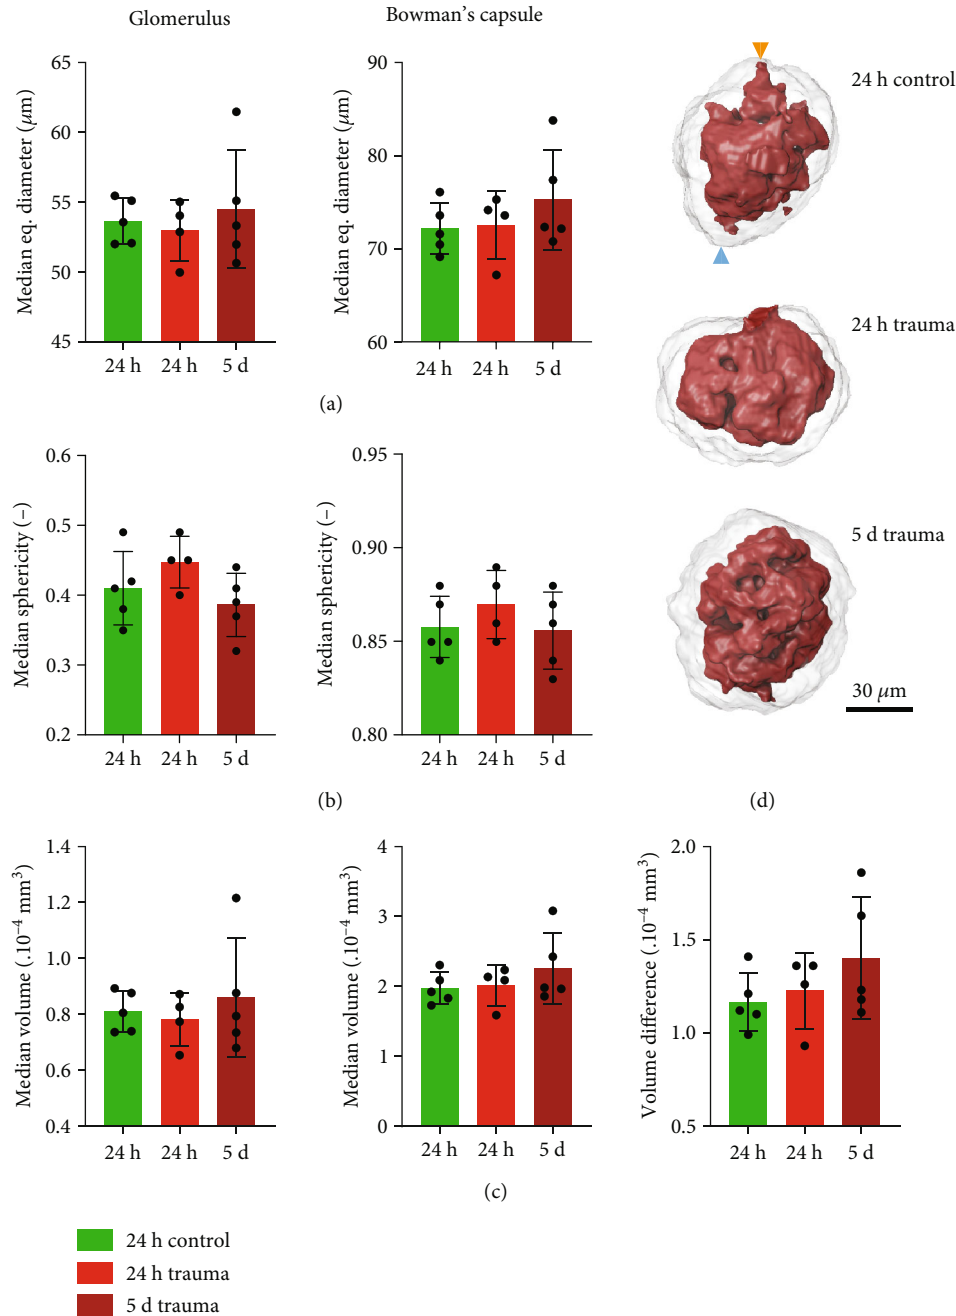 Glomerulus
Bowman's capsule
Median eq. diameter (μm)
65
60
55
50
45
24 h 24 h 5 d
Median eq. diameter (μm)
90
80
70
60
24 h 24 h 5 d
(a)
Median sphericity (–)
0.6
0.5
0.4
0.3
0.2
24 h 24 h 5 d
Median sphericity (–)
0.95
0.90
0.85
0.80
24 h 24 h 5 d
(b)
24 h control
24 h trauma
5 d trauma
30 μm
(d)
Median volume (.10⁻⁴ mm³)
1.4
1.2
1.0
0.8
0.6
0.4
24 h 24 h 5 d
Median volume (.10⁻⁴ mm³)
4
3
2
1
0
24 h 24 h 5 d
Volume difference (.10⁻⁴ mm³)
2.0
1.5
1.0
0.5
24 h 24 h 5 d
(c)
24 h control
24 h trauma
5 d trauma